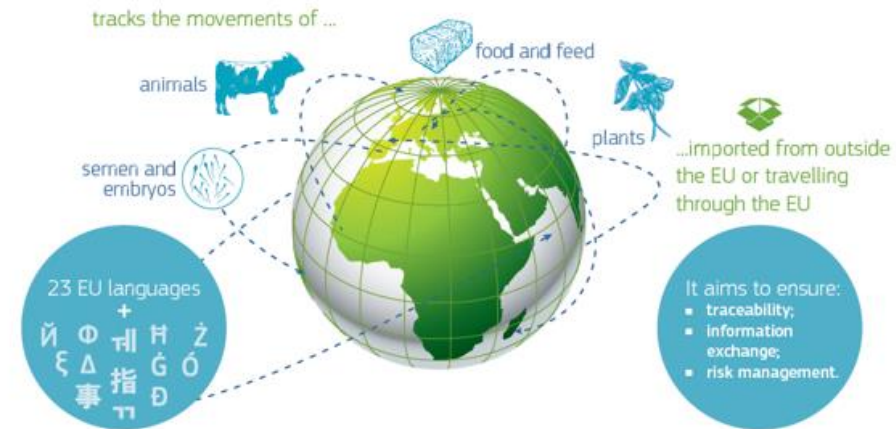 tracks the movements of ...
food and feed
animals
plants
...imported from outside
the EU or travelling
through the EU
semen and
embryos
23 EU languages
+
Й Ф 테 Ħ Ż
ξ Δ 指 Ġ Ó
事 ㄲ Đ
It aims to ensure:
▪ traceability;
▪ information
exchange;
▪ risk management.